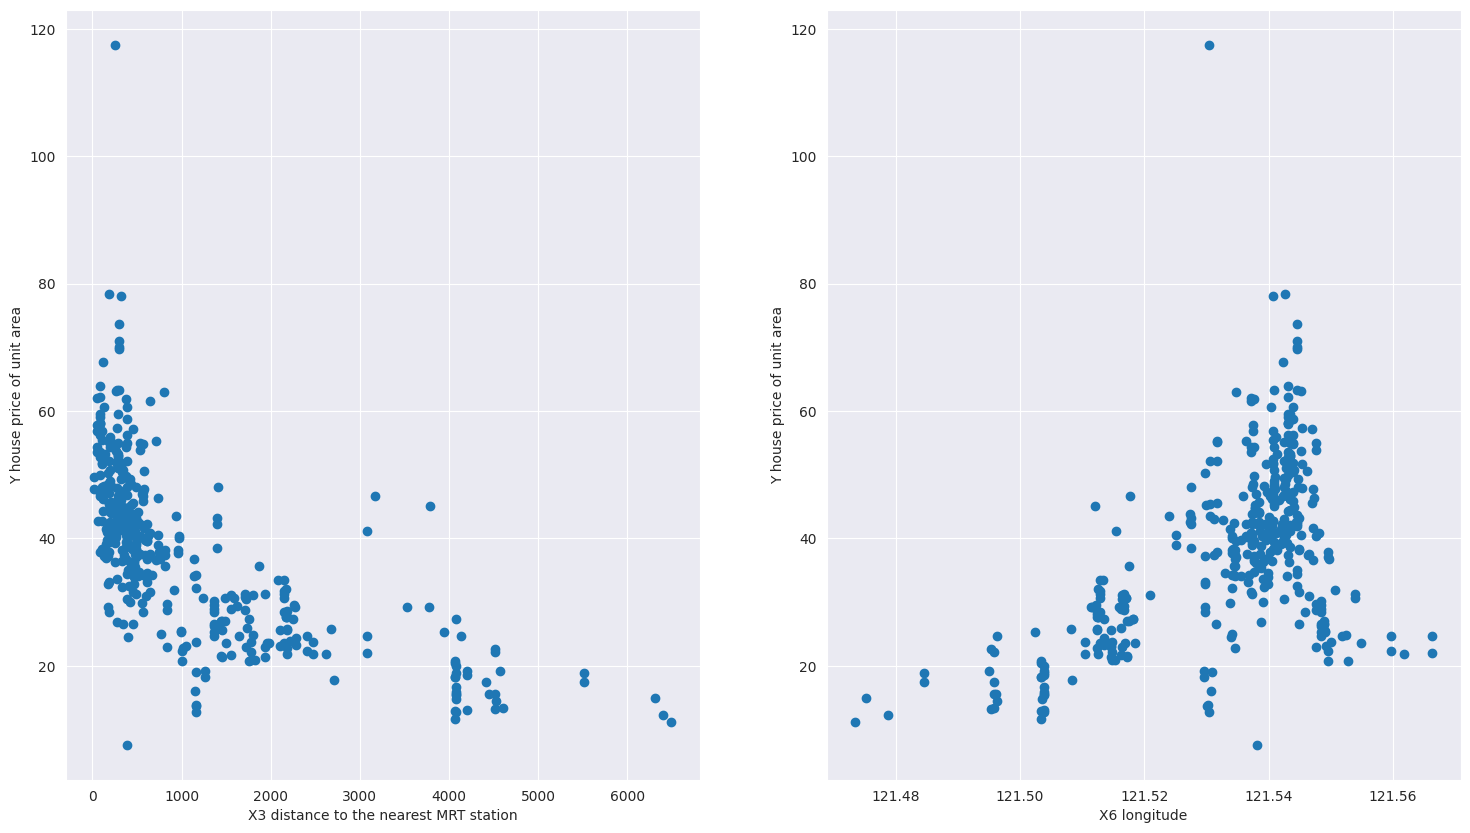 120
100
80
60
40
20
Y house price of unit area
0 1000 2000 3000 4000 5000 6000
X3 distance to the nearest MRT station
120
100
80
60
40
20
Y house price of unit area
121.48 121.50 121.52 121.54 121.56
X6 longitude